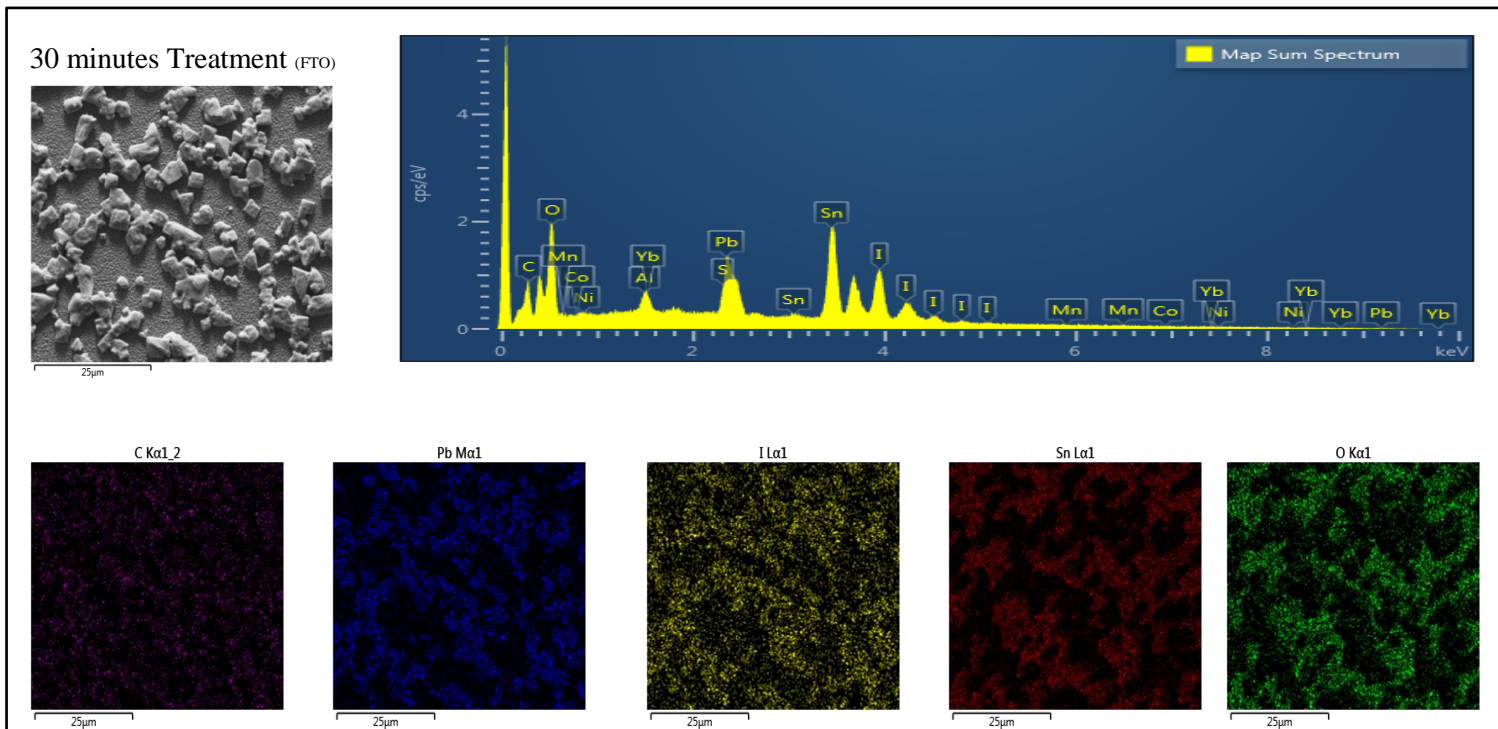 30 minutes Treatment (FTO)
25μm
Map Sum Spectrum
cps/eV
4
2
0
C
O
Mn
Co
Ni
Yb
Al
Pb
S
Sn
Sn
I
I
I
I
I
Mn
Mn
Co
Yb
Ni
Yb
Ni
Yb
Pb
Yb
0 2 4 6 8 keV
C Kα1_2
Pb Mα1
I Lα1
Sn Lα1
O Kα1
25μm
25μm
25μm
25μm
25μm